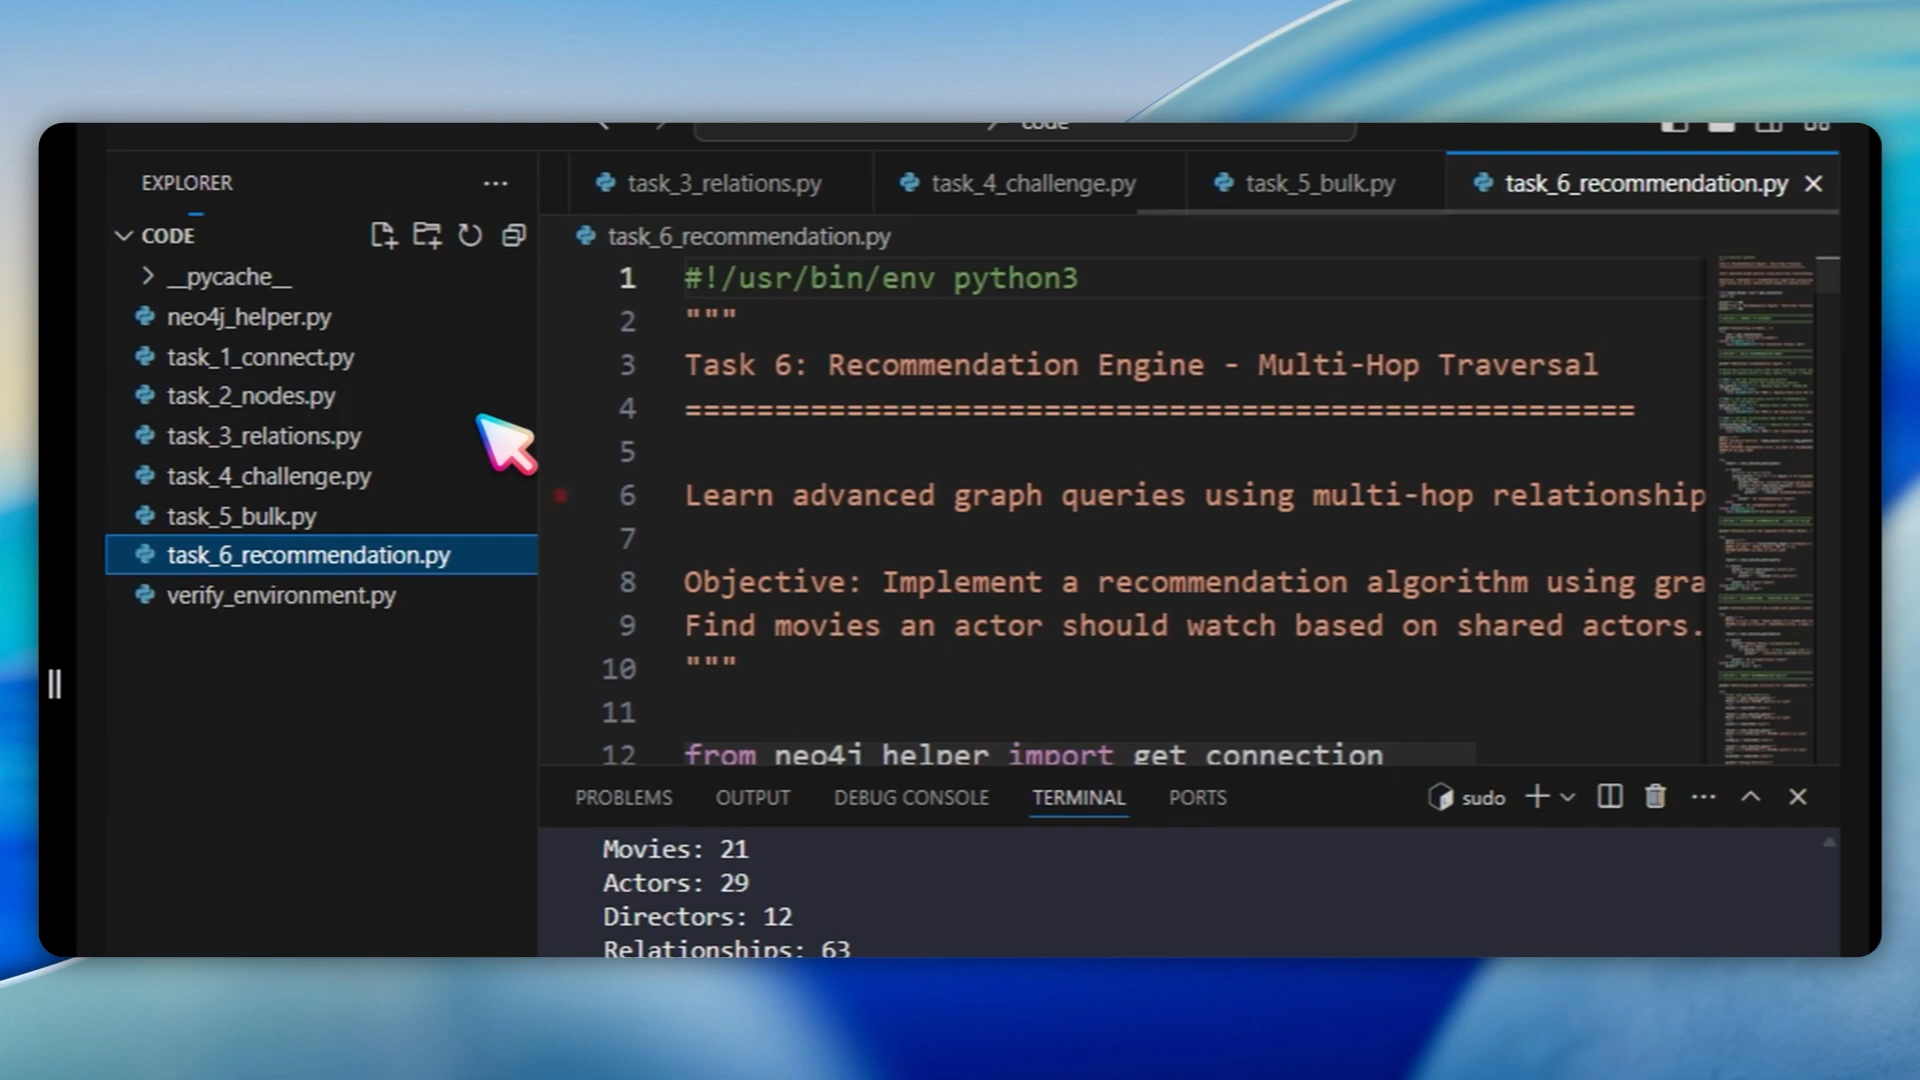 code
EXPLORER
task_3_relations.py
task_4_challenge.py
task_5_bulk.py
task_6_recommendation.py
CODE
__pycache__
neo4j_helper.py
task_1_connect.py
task_2_nodes.py
task_3_relations.py
task_4_challenge.py
task_5_bulk.py
task_6_recommendation.py
verify_environment.py
task_6_recommendation.py
1 #!/usr/bin/env python3
2 """
3 Task 6: Recommendation Engine - Multi-Hop Traversal
4 =====================================================
5
6 Learn advanced graph queries using multi-hop relationship
7
8 Objective: Implement a recommendation algorithm using gra
9 Find movies an actor should watch based on shared actors.
10 """
11
12 from neo4j_helper import get_connection
PROBLEMS OUTPUT DEBUG CONSOLE TERMINAL PORTS sudo
Movies: 21
Actors: 29
Directors: 12
Relationships: 63